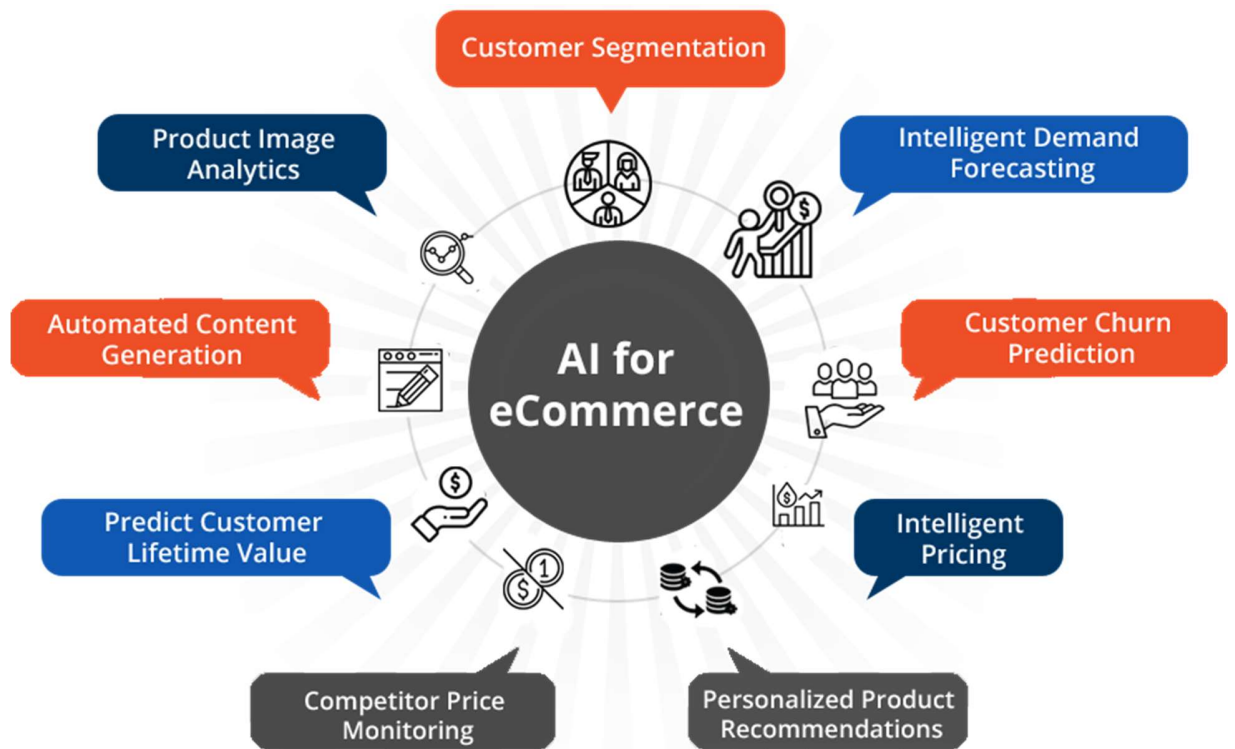 Customer Segmentation
Product Image
Analytics
Intelligent Demand
Forecasting
Automated Content
Generation
AI for
eCommerce
Customer Churn
Prediction
Predict Customer
Lifetime Value
Intelligent
Pricing
Competitor Price
Monitoring
Personalized Product
Recommendations
$
$
$
$
1